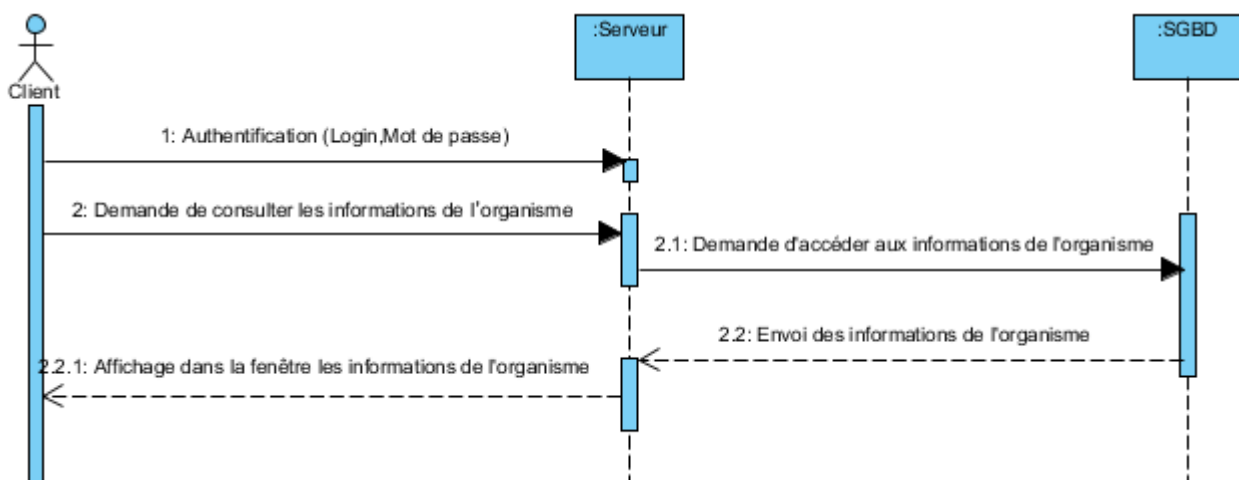 :Serveur
:SGBD
Client
1: Authentification (Login,Mot de passe)
2: Demande de consulter les informations de l'organisme
2.1: Demande d'accéder aux informations de l'organisme
2.2: Envoi des informations de l'organisme
2.2.1: Affichage dans la fenêtre les informations de l'organisme